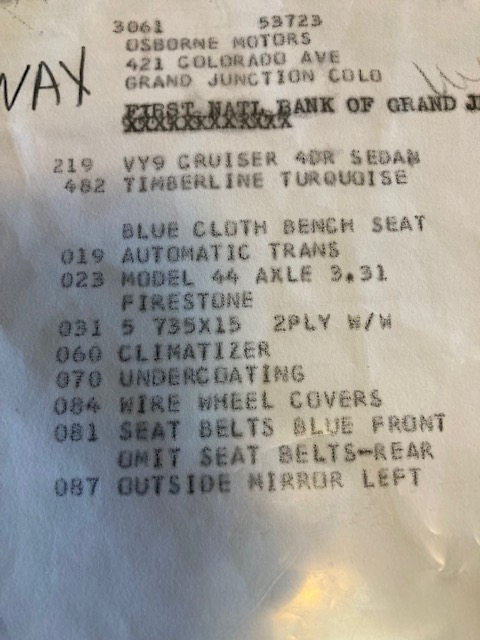 3061 53723
OSBORNE MOTORS
421 COLORADO AVE
GRAND JUNCTION COLO
WAX
FIRST NATL BANK OF GRAND
XXXXXXXXXXXXX
219 VY9 CRUISER 4DR SEDAN
482 TIMBERLINE TURQUOISE
BLUE CLOTH BENCH SEAT
019 AUTOMATIC TRANS
023 MODEL 44 AXLE 3.31
FIRESTONE
031 5 735X15 2PLY W/W
060 CLIMATIZER
070 UNDERCOATING
084 WIRE WHEEL COVERS
081 SEAT BELTS BLUE FRONT
OMIT SEAT BELTS-REAR
087 OUTSIDE MIRROR LEFT